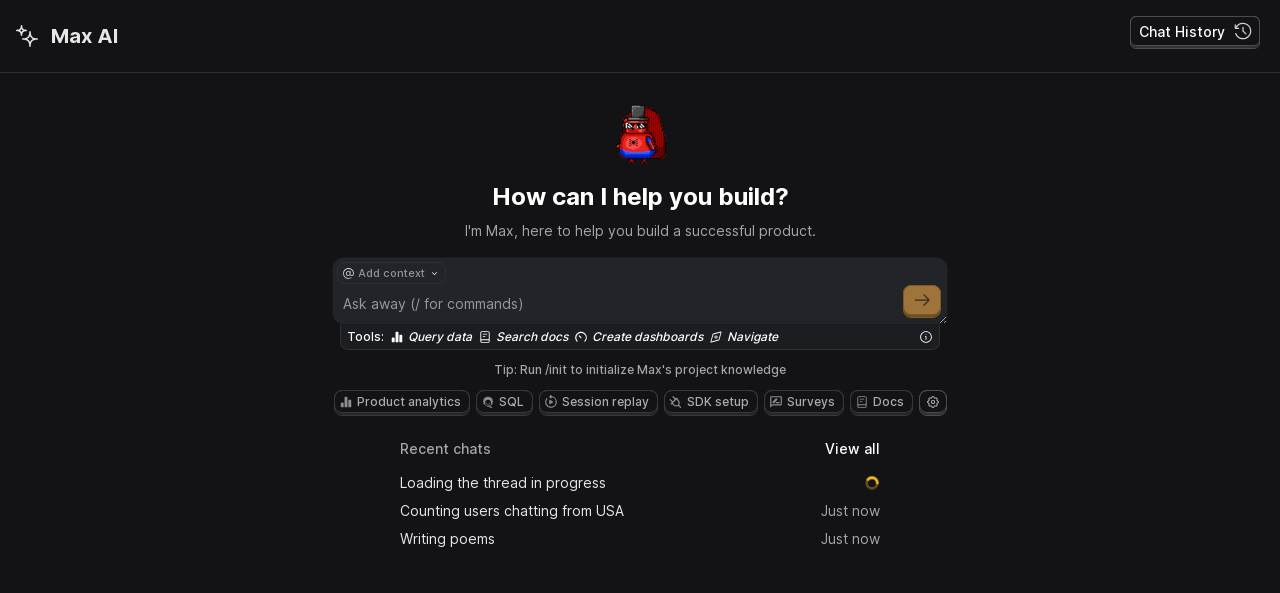 Max AI
Chat History
How can I help you build?
I'm Max, here to help you build a successful product.
@ Add context
Ask away (/ for commands)
Tools: Query data Search docs Create dashboards Navigate
Tip: Run /init to initialize Max's project knowledge
Product analytics SQL Session replay SDK setup Surveys Docs
Recent chats View all
Loading the thread in progress
Counting users chatting from USA Just now
Writing poems Just now